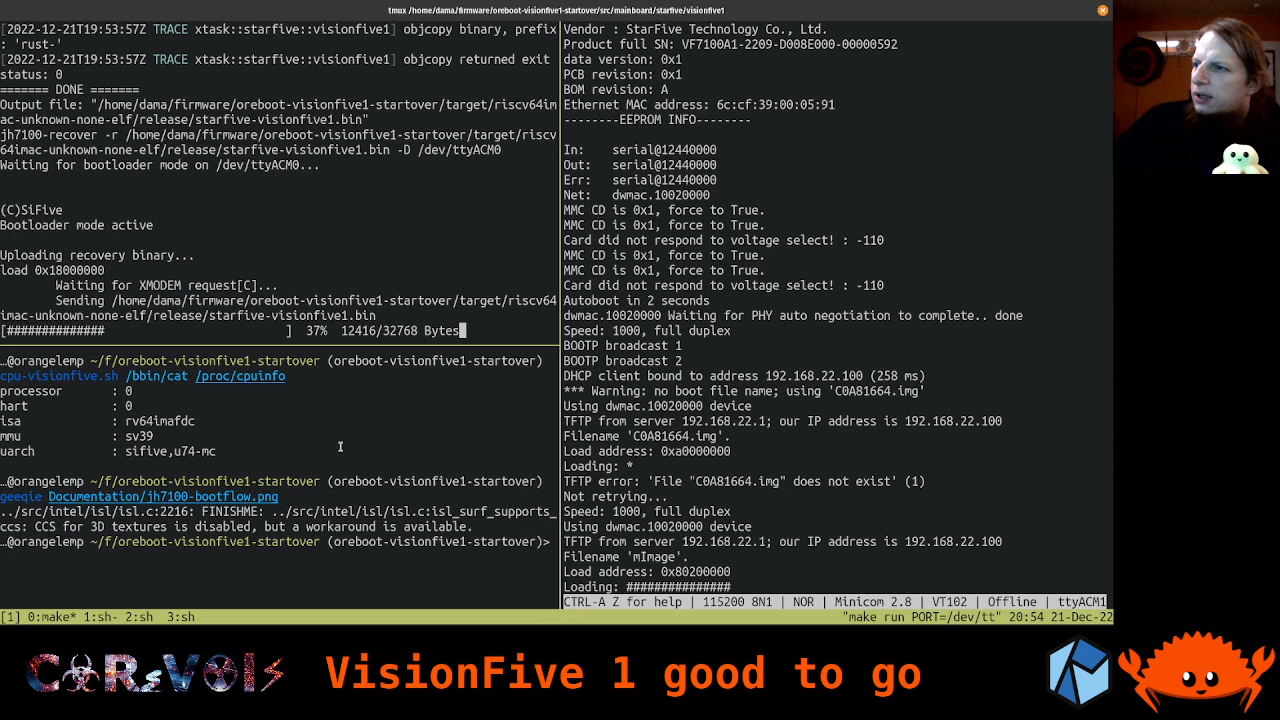 tmux /home/dama/firmware/oreboot-visionfive1-startover/src/mainboard/starfive/visionfive1
[2022-12-21T19:53:57Z TRACE xtask::starfive::visionfive1] objcopy binary, prefix
: 'rust-'
[2022-12-21T19:53:57Z TRACE xtask::starfive::visionfive1] objcopy returned exit
status: 0
======= DONE =======
Output file: "/home/dama/firmware/oreboot-visionfive1-startover/target/riscv64im
ac-unknown-none-elf/release/starfive-visionfive1.bin"
jh7100-recover -r /home/dama/firmware/oreboot-visionfive1-startover/target/riscv
64imac-unknown-none-elf/release/starfive-visionfive1.bin -D /dev/ttyACM0
Waiting for bootloader mode on /dev/ttyACM0...
(C)SiFive
Bootloader mode active
Uploading recovery binary...
load 0x18000000
Waiting for XMODEM request[C]...
Sending /home/dama/firmware/oreboot-visionfive1-startover/target/riscv64
imac-unknown-none-elf/release/starfive-visionfive1.bin
[############## ] 37% 12416/32768 Bytes
…@orangelemp ~/f/oreboot-visionfive1-startover (oreboot-visionfive1-startover)
cpu-visionfive.sh /bbin/cat /proc/cpuinfo
processor : 0
hart : 0
isa : rv64imafdc
mmu : sv39
uarch : sifive,u74-mc
…@orangelemp ~/f/oreboot-visionfive1-startover (oreboot-visionfive1-startover)
geeqie Documentation/jh7100-bootflow.png
../src/intel/isl/isl.c:2216: FINISHME: ../src/intel/isl/isl.c:isl_surf_supports_
ccs: CCS for 3D textures is disabled, but a workaround is available.
…@orangelemp ~/f/oreboot-visionfive1-startover (oreboot-visionfive1-startover)>
Vendor : StarFive Technology Co., Ltd.
Product full SN: VF7100A1-2209-D008E000-00000592
data version: 0x1
PCB revision: 0x1
BOM revision: A
Ethernet MAC address: 6c:cf:39:00:05:91
--------EEPROM INFO--------
In: serial@12440000
Out: serial@12440000
Err: serial@12440000
Net: dwmac.10020000
MMC CD is 0x1, force to True.
MMC CD is 0x1, force to True.
Card did not respond to voltage select! : -110
MMC CD is 0x1, force to True.
MMC CD is 0x1, force to True.
Card did not respond to voltage select! : -110
Autoboot in 2 seconds
dwmac.10020000 Waiting for PHY auto negotiation to complete.. done
Speed: 1000, full duplex
BOOTP broadcast 1
BOOTP broadcast 2
DHCP client bound to address 192.168.22.100 (258 ms)
*** Warning: no boot file name; using 'C0A81664.img'
Using dwmac.10020000 device
TFTP from server 192.168.22.1; our IP address is 192.168.22.100
Filename 'C0A81664.img'.
Load address: 0xa0000000
Loading: *
TFTP error: 'File "C0A81664.img" does not exist' (1)
Not retrying...
Speed: 1000, full duplex
Using dwmac.10020000 device
TFTP from server 192.168.22.1; our IP address is 192.168.22.100
Filename 'mImage'.
Load address: 0x80200000
Loading: ###############
CTRL-A Z for help | 115200 8N1 | NOR | Minicom 2.8 | VT102 | Offline | ttyACM1
[1] 0:make* 1:sh- 2:sh 3:sh "make run PORT=/dev/tt" 20:54 21-Dec-22
VisionFive 1 good to go